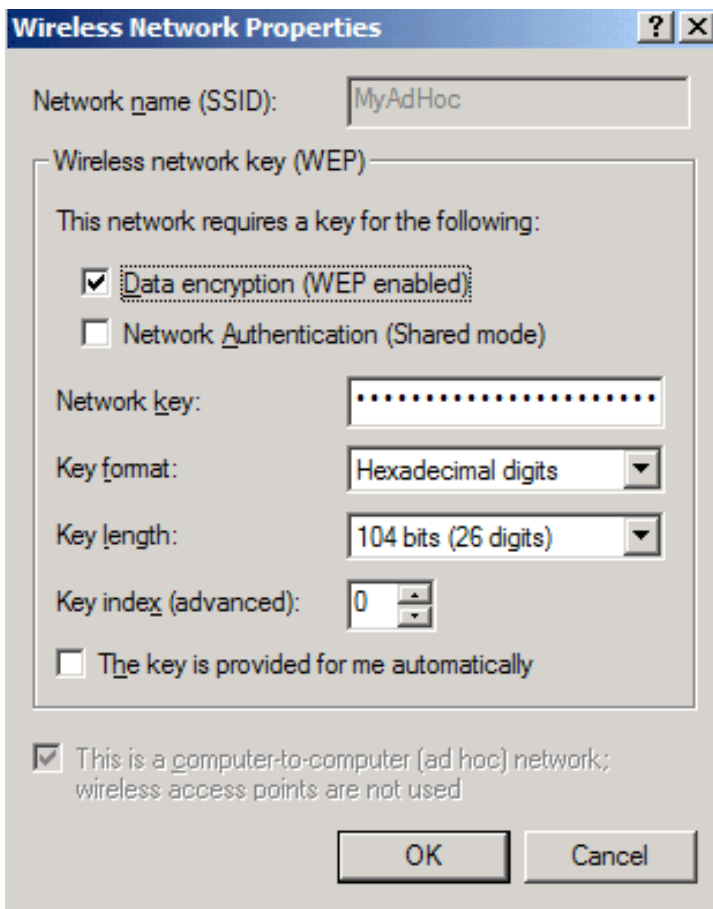 Wireless Network Properties
Network name (SSID): MyAdHoc
Wireless network key (WEP)
This network requires a key for the following:
Data encryption (WEP enabled)
Network Authentication (Shared mode)
Network key: ••••••••••••••••••••••
Key format: Hexadecimal digits
Key length: 104 bits (26 digits)
Key index (advanced): 0
The key is provided for me automatically
This is a computer-to-computer (ad hoc) network;
wireless access points are not used
OK Cancel